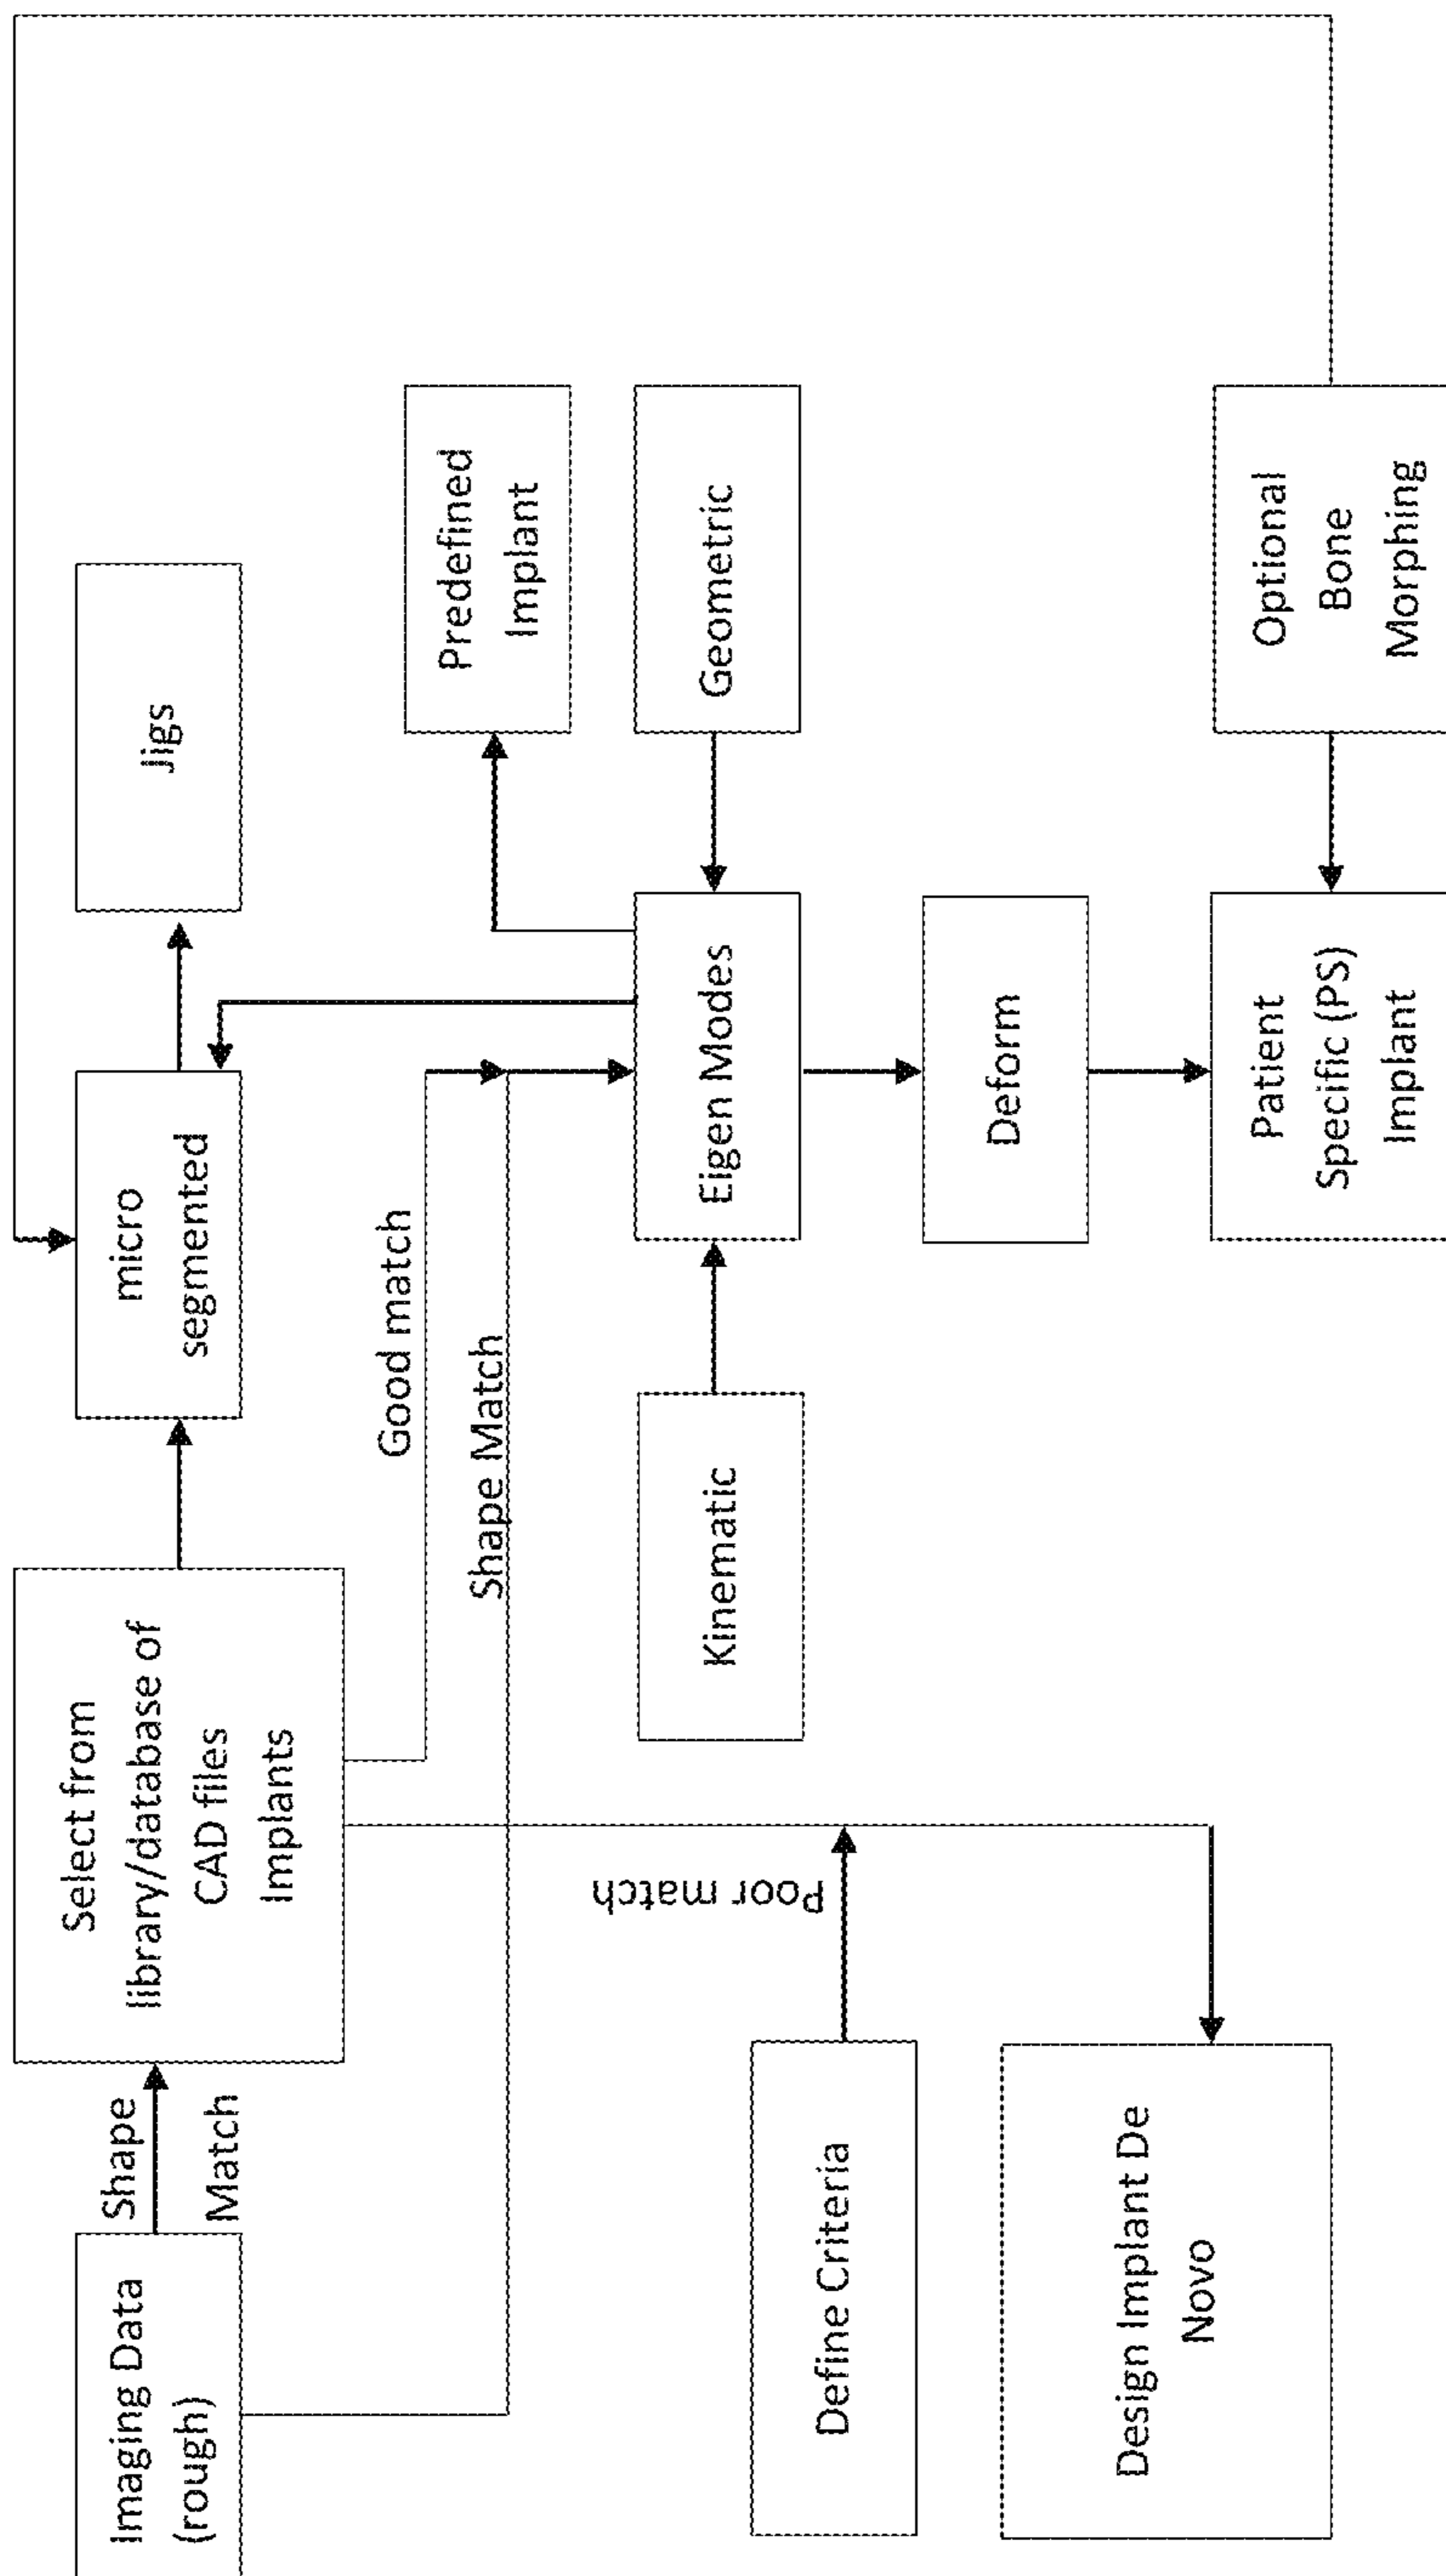 Imaging Data
(rough)
Shape
Match
Select from
library/database of
CAD files
Implants
micro
segmented
Jigs
Good match
Shape Match
Predefined
Implant
Poor match
Kinematic
Eigen Modes
Geometric
Define Criteria
Deform
Design Implant De
Novo
Patient
Specific (PS)
Implant
Optional
Bone
Morphing